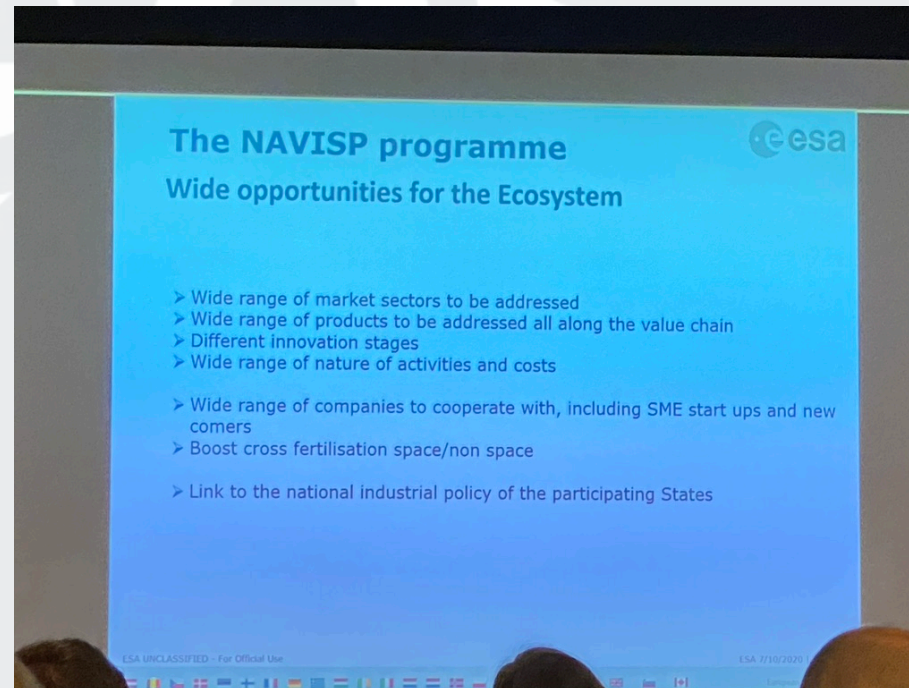 The NAVISP programme
esa
Wide opportunities for the Ecosystem
➢ Wide range of market sectors to be addressed
➢ Wide range of products to be addressed all along the value chain
➢ Different innovation stages
➢ Wide range of nature of activities and costs
➢ Wide range of companies to cooperate with, including SME start ups and new
comers
➢ Boost cross fertilisation space/non space
➢ Link to the national industrial policy of the participating States
ESA UNCLASSIFIED - For Official Use
ESA 7/10/2020 |